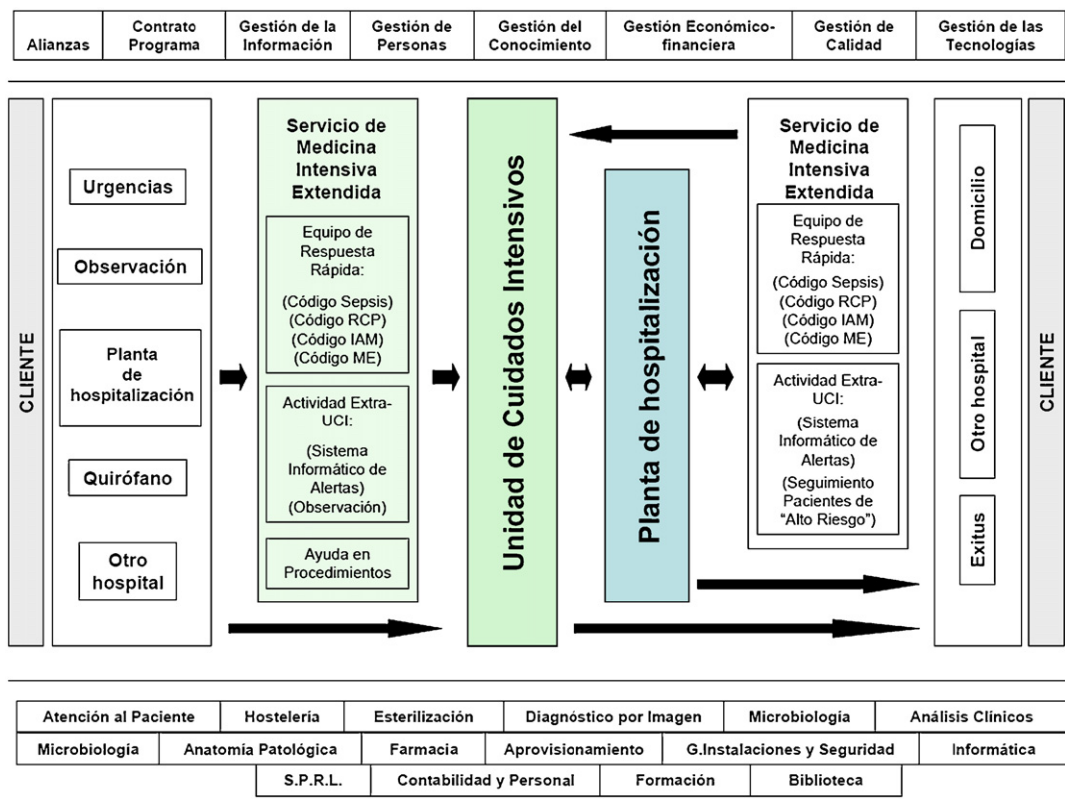 Alianzas
Contrato
Programa
Gestión de la
Información
Gestión de
Personas
Gestión del
Conocimiento
Gestión Económico-
financiera
Gestión de
Calidad
Gestión de las
Tecnologías
CLIENTE
Urgencias
Observación
Planta
de
hospitalización
Quirófano
Otro
hospital
Servicio de
Medicina
Intensiva
Extendida
Equipo de
Respuesta
Rápida:
(Código Sepsis)
(Código RCP)
(Código IAM)
(Código ME)
Actividad Extra-
UCI:
(Sistema
Informático de
Alertas)
(Observación)
Ayuda en
Procedimientos
Unidad de Cuidados Intensivos
Planta de hospitalización
Servicio de
Medicina
Intensiva
Extendida
Equipo de
Respuesta
Rápida:
(Código Sepsis)
(Código RCP)
(Código IAM)
(Código ME)
Actividad Extra-
UCI:
(Sistema
Informático de
Alertas)
(Seguimiento
Pacientes de
“Alto Riesgo”)
Domicilio
Otro hospital
Exitus
CLIENTE
Atención al Paciente
Hostelería
Esterilización
Diagnóstico por Imagen
Microbiología
Análisis Clínicos
Microbiología
Anatomía Patológica
Farmacia
Aprovisionamiento
G.Instalaciones y Seguridad
Informática
S.P.R.L.
Contabilidad y Personal
Formación
Biblioteca